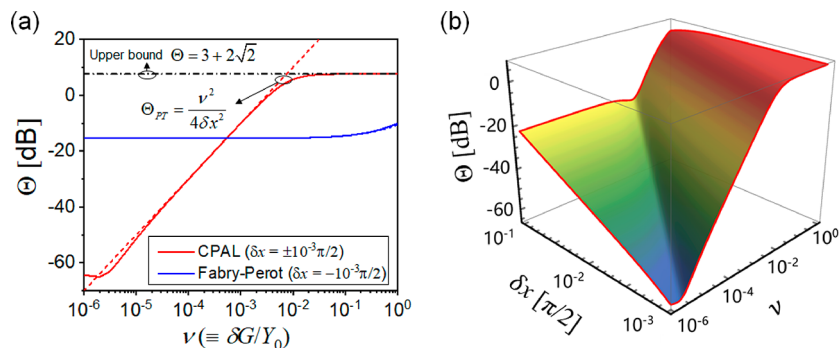 (a)
20
Upper bound Θ = 3 + 2√2
0
Θ_PT = ν² / 4δx²
-20
-40
-60
Θ [dB]
CPAL (δx = ±10⁻³π/2)
Fabry-Perot (δx = −10⁻³π/2)
10⁻⁶ 10⁻⁵ 10⁻⁴ 10⁻³ 10⁻² 10⁻¹ 10⁰
ν (≡ δG/Y₀)
(b)
0
-20
-40
-60
Θ [dB]
10⁻¹
10⁻²
10⁻³
δx [π/2]
10⁻⁶
10⁻⁴
10⁻²
10⁰
ν